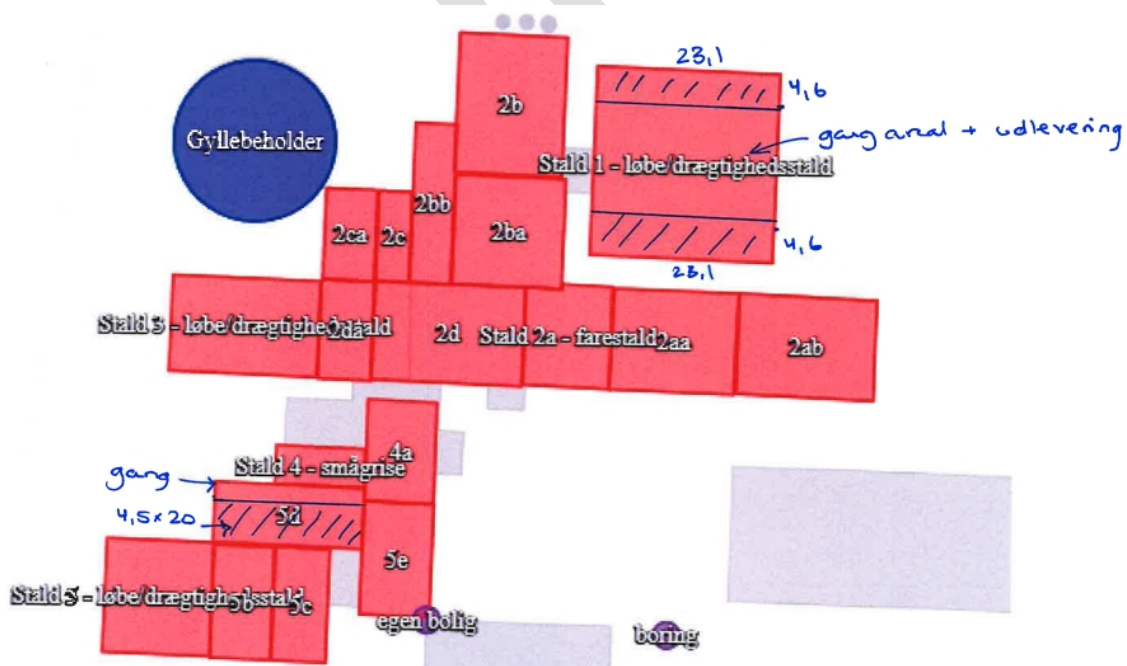 23,1
4,6
2b
Gyllebeholder
gang areal + udlevering
Stald 1 - løbe/drægtighedsstald
2bb
2ca
2c
2ba
4,6
23,1
Stald 3 - løbe/drægtighedsstald
2da
2d
Stald 2a - farestald
2aa
2ab
4a
Stald 4 - smågrise
gang
4,5 x 20
5d
5e
Stald 5 - løbe/drægtighedsstald
5b
5c
egen bolig
boring